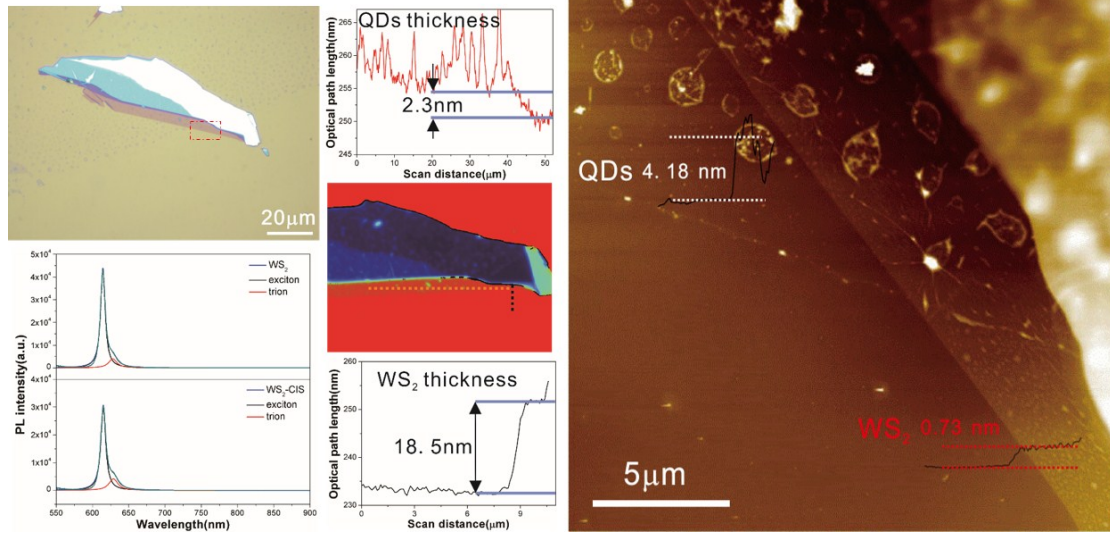 20μm
QDs thickness
Optical path length(nm)
265
260
255
250
245
2.3nm
0
10
20
30
40
50
Scan distance(μm)
PL intensity(a.u.)
5x10⁴
4x10⁴
3x10⁴
2x10⁴
1x10⁴
0
WS₂
exciton
trion
4x10⁴
3x10⁴
2x10⁴
1x10⁴
0
WS₂-CIS
exciton
trion
550
600
650
700
750
800
850
900
Wavelength(nm)
WS₂ thickness
Optical path length(nm)
260
250
240
230
18.5nm
0
3
6
9
Scan distance(μm)
QDs 4.18 nm
WS₂ 0.73 nm
5μm